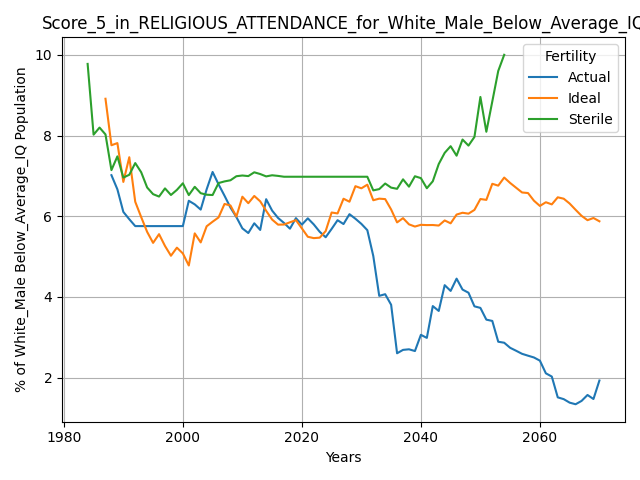 Score_5_in_RELIGIOUS_ATTENDANCE_for_White_Male_Below_Average_IQ
% of White_Male Below_Average_IQ Population
10
8
6
4
2
Fertility
Actual
Ideal
Sterile
1980
2000
2020
2040
2060
Years